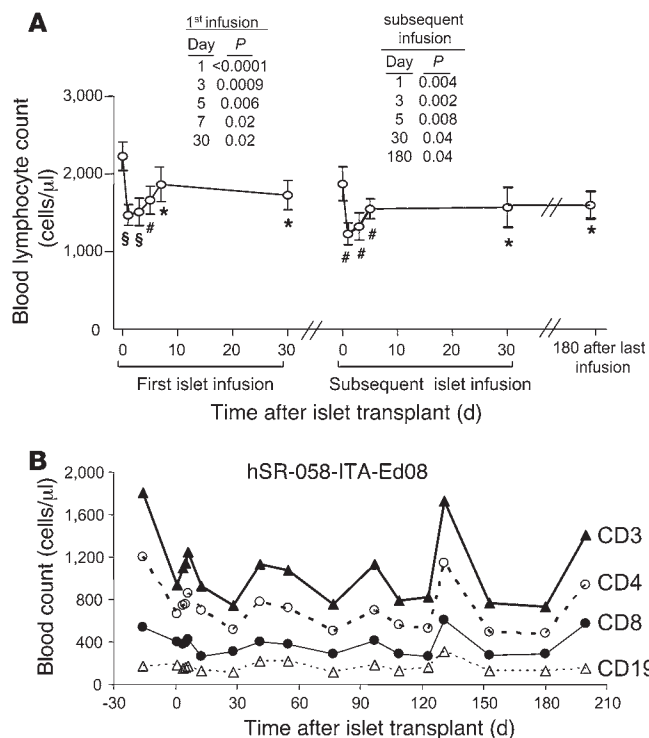 A
1st infusion
Day P
1 <0.0001
3 0.0009
5 0.006
7 0.02
30 0.02
subsequent
infusion
Day P
1 0.004
3 0.002
5 0.008
30 0.04
180 0.04
Blood lymphocyte count
(cells/µl)
3,000
2,000
1,000
0
§ § # * *
# # # * *
0 10 20 30 0 10 20 30 180 after last
infusion
First islet infusion Subsequent islet infusion
Time after islet transplant (d)
B
hSR-058-ITA-Ed08
Blood count (cells/µl)
2,000
1,600
1,200
800
400
0
CD3
CD4
CD8
CD19
-30 0 30 60 90 120 150 180 210
Time after islet transplant (d)